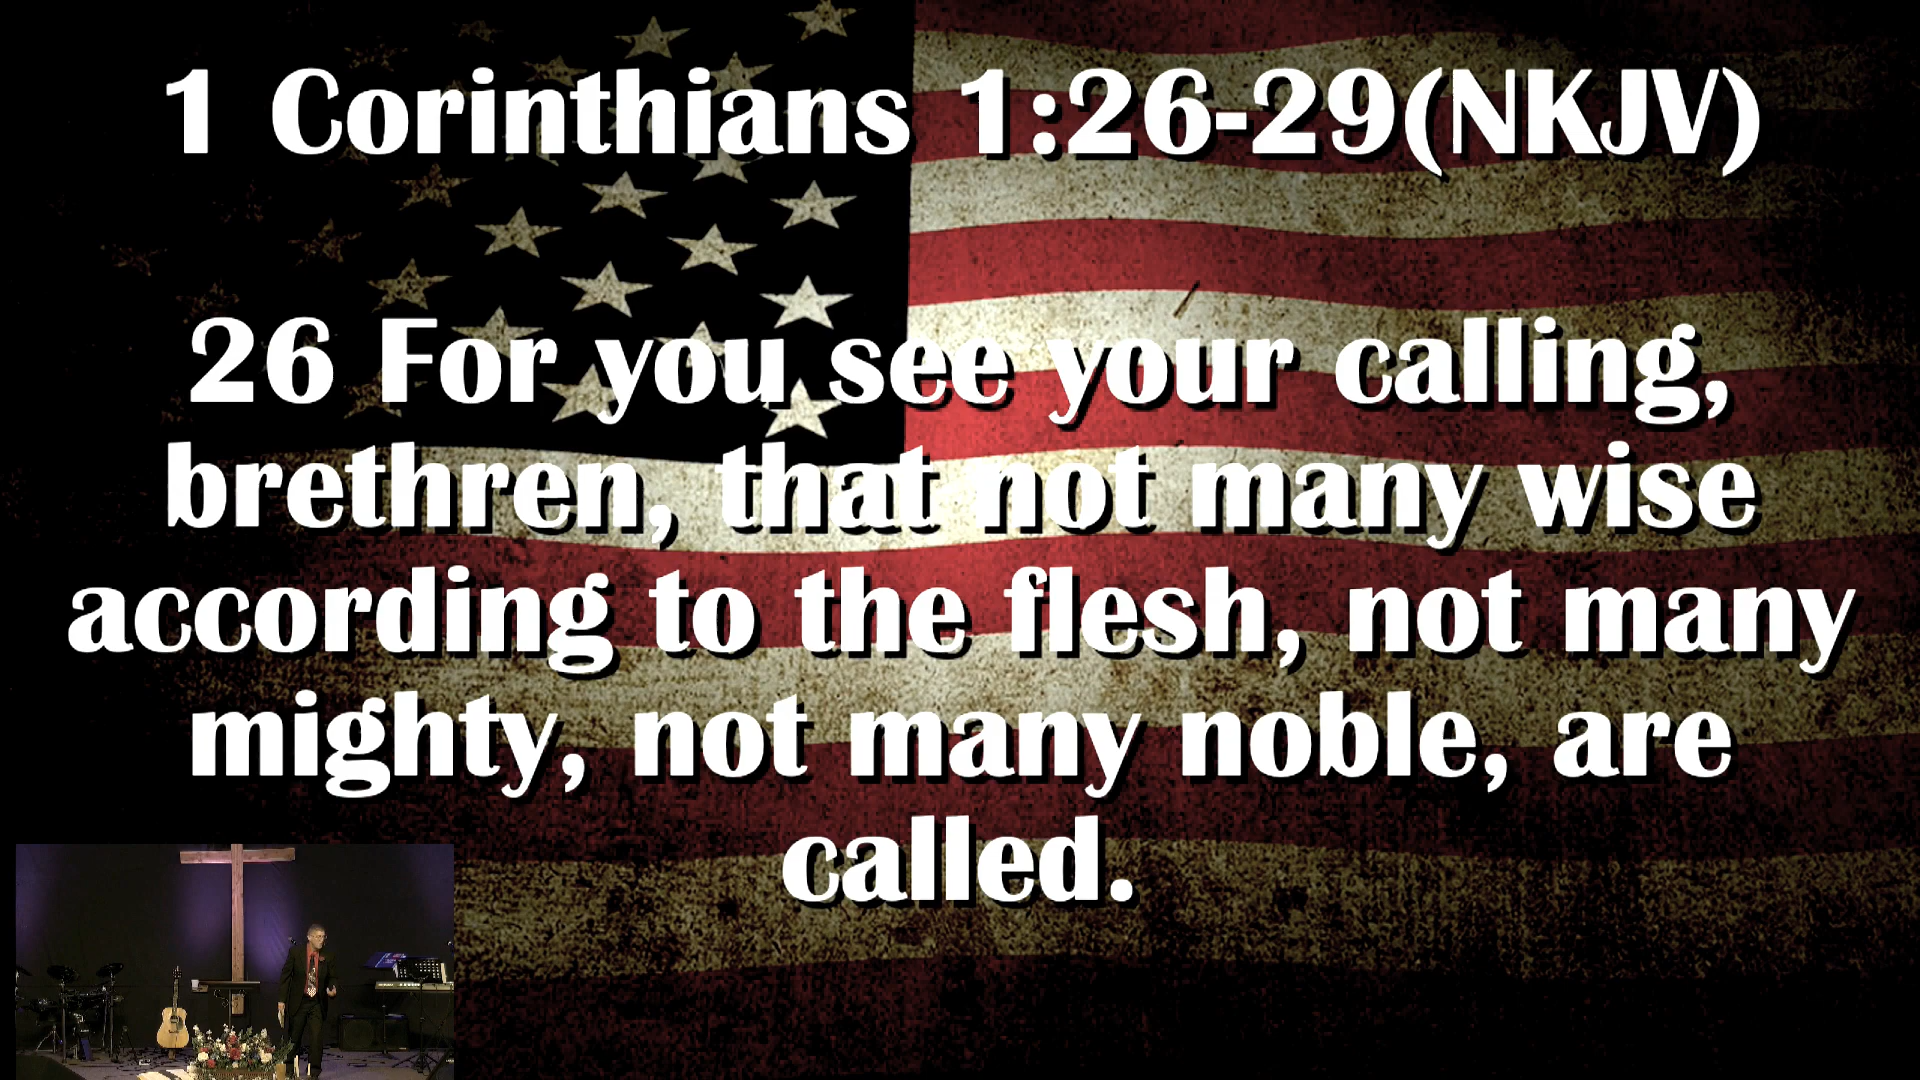 1 Corinthians 1:26-29(NKJV)
26 For you see your calling,
brethren, that not many wise
according to the flesh, not many
mighty, not many noble, are
called.